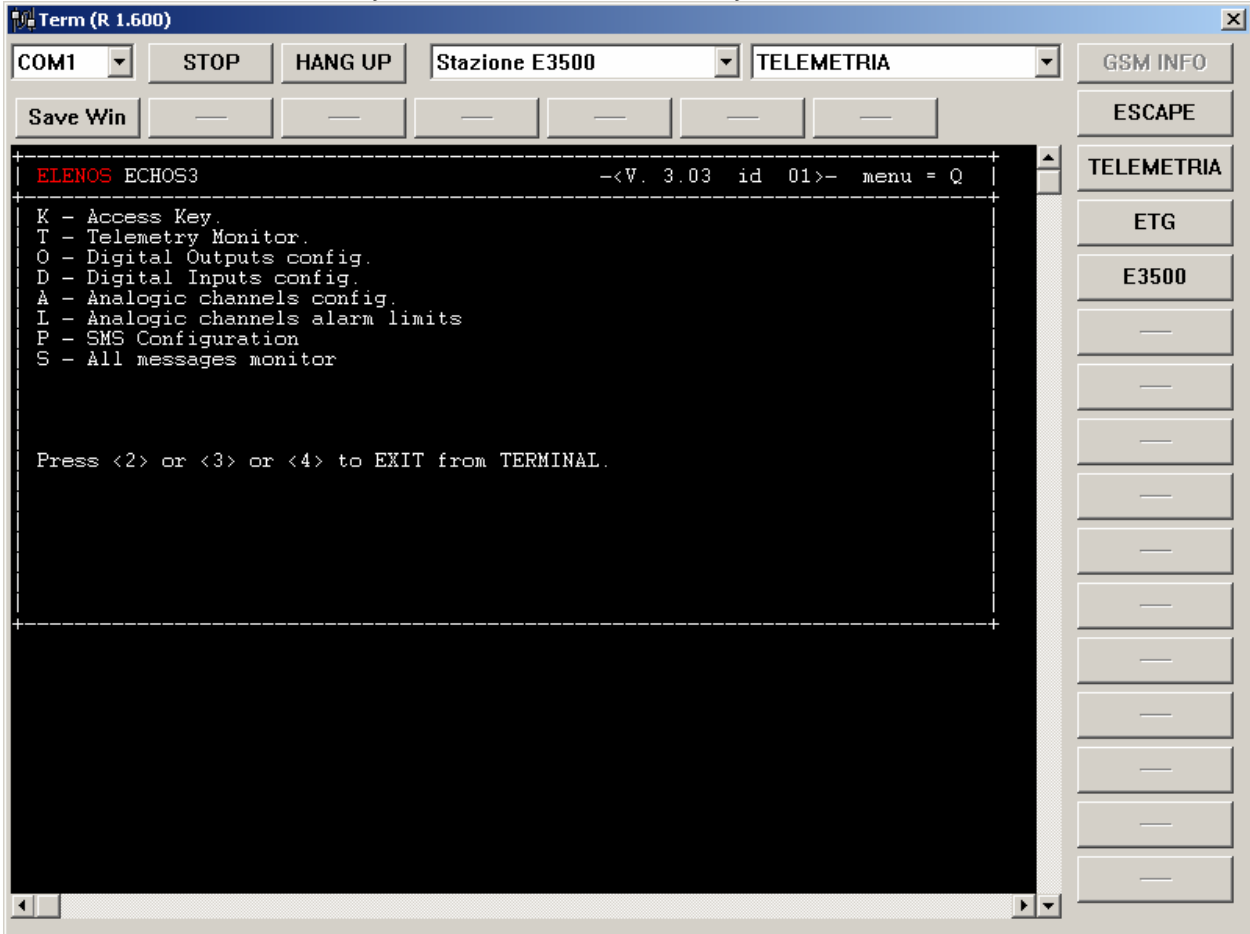 Term (R 1.600)
COM1 STOP HANG UP Stazione E3500 TELEMETRIA GSM INFO
Save Win ESCAPE
ELENOS ECHOS3 -<V. 3.03 id 01>- menu = Q
K - Access Key.
T - Telemetry Monitor.
O - Digital Outputs config.
D - Digital Inputs config.
A - Analogic channels config.
L - Analogic channels alarm limits
P - SMS Configuration
S - All messages monitor
Press <2> or <3> or <4> to EXIT from TERMINAL.
TELEMETRIA
ETG
E3500